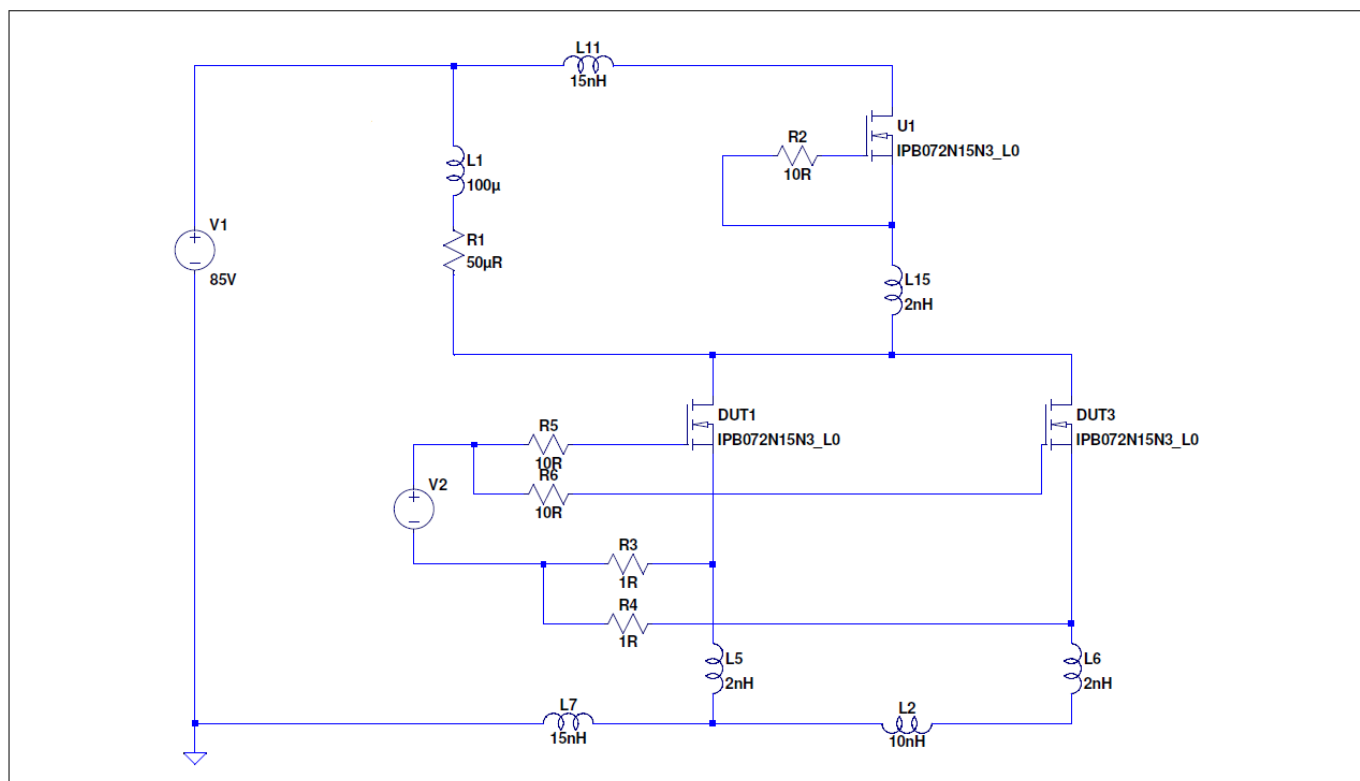 L11
15nH
U1
IPB072N15N3_L0
R2
10R
L1
100µ
V1
85V
R1
50µR
L15
2nH
DUT1
IPB072N15N3_L0
DUT3
IPB072N15N3_L0
R5
10R
R6
10R
V2
R3
1R
R4
1R
L5
2nH
L6
2nH
L7
15nH
L2
10nH